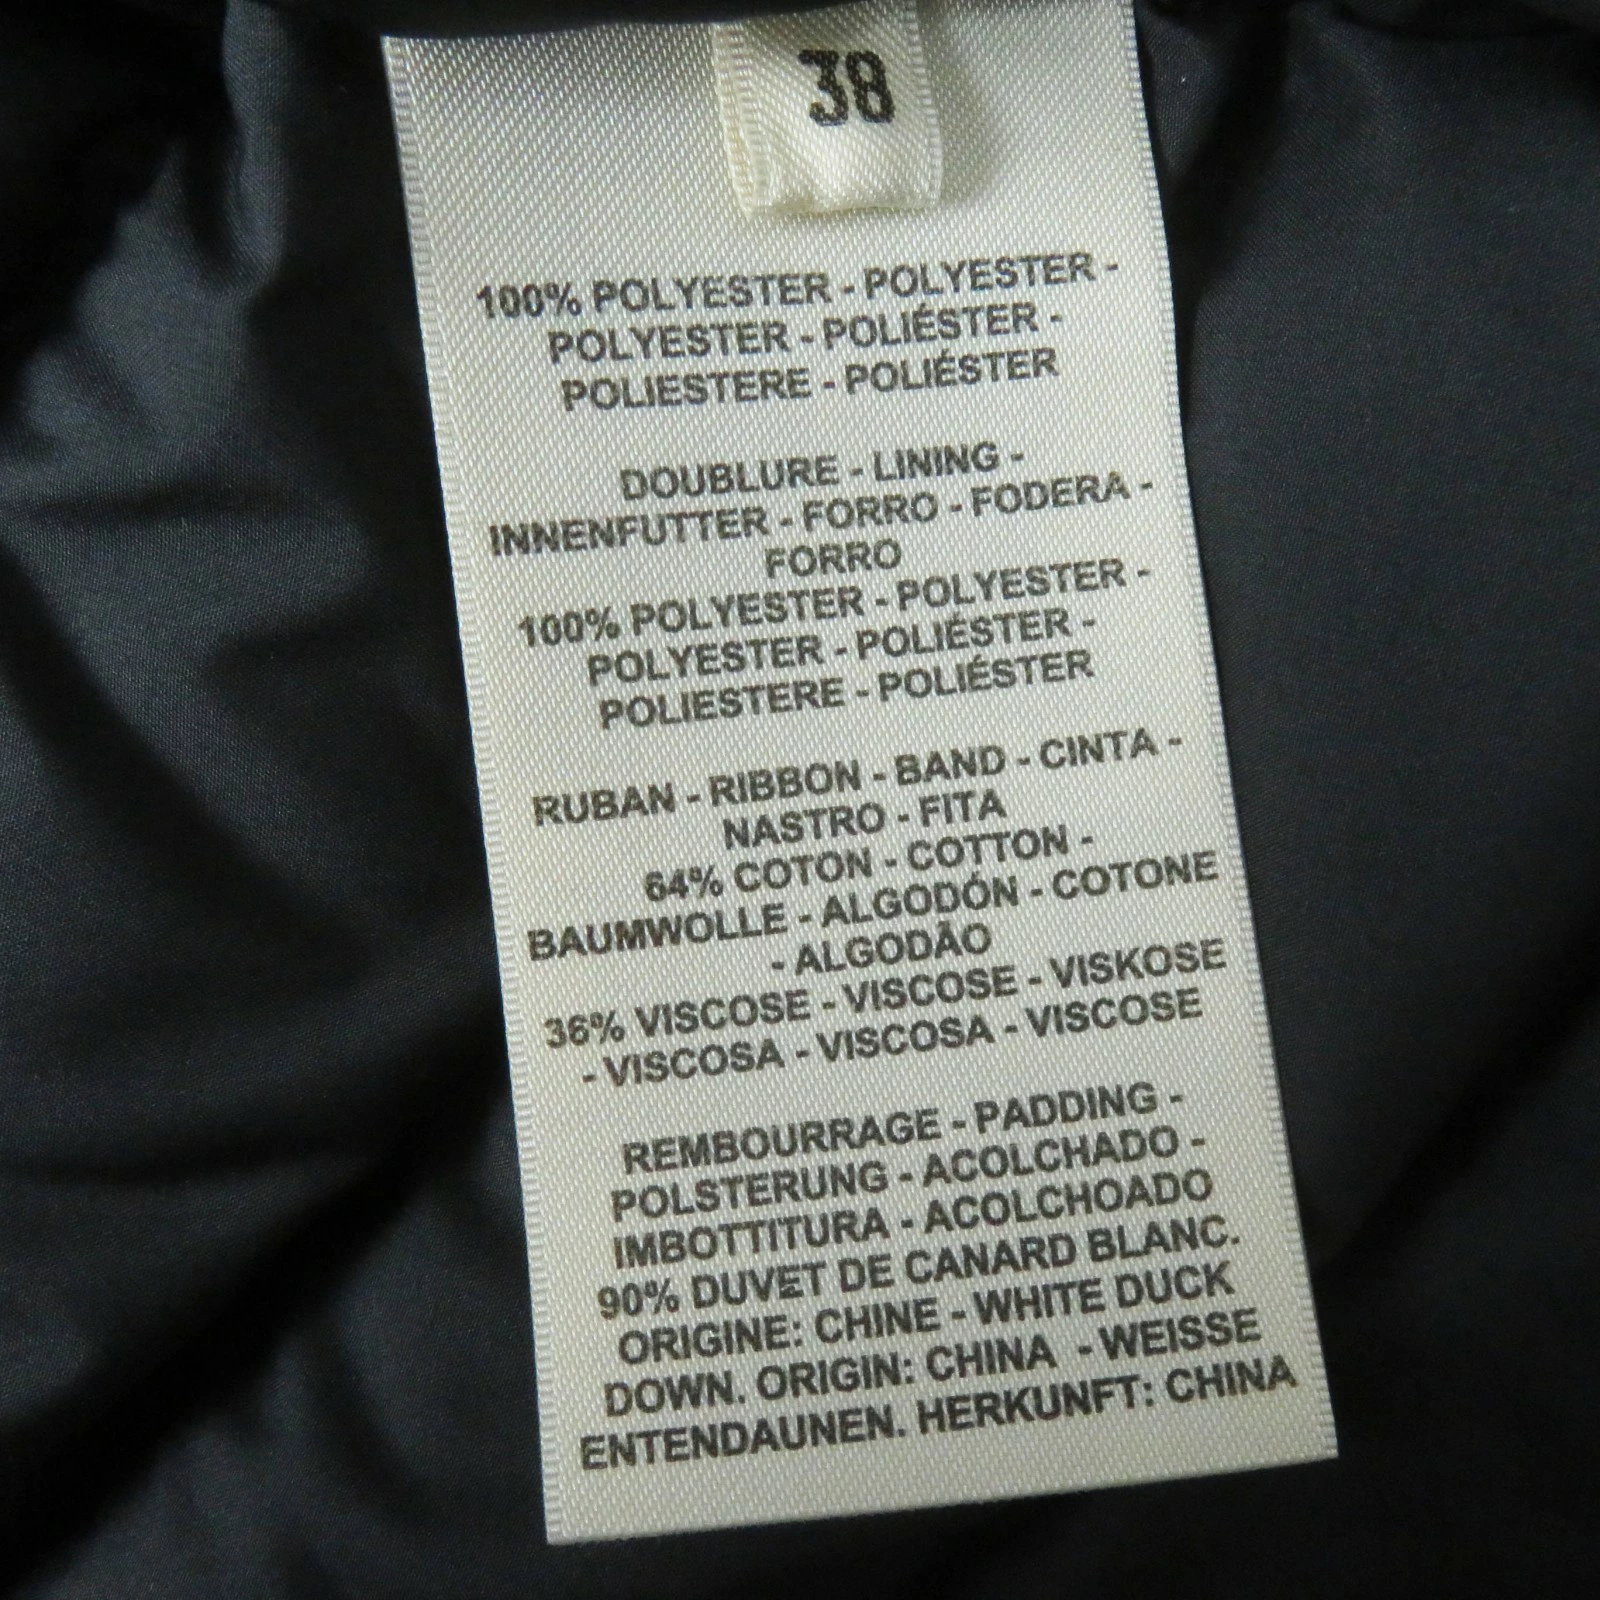 38
100% POLYESTER - POLYESTER -
POLYESTER - POLIÉSTER -
POLIESTERE - POLIÉSTER
DOUBLURE - LINING -
INNENFUTTER - FORRO - FODERA -
FORRO
100% POLYESTER - POLYESTER -
POLYESTER - POLIÉSTER -
POLIESTERE - POLIÉSTER
RUBAN - RIBBON - BAND - CINTA -
NASTRO - FITA
64% COTON - COTTON -
BAUMWOLLE - ALGODÓN - COTONE
- ALGODÃO
36% VISCOSE - VISCOSE - VISKOSE
- VISCOSA - VISCOSA - VISCOSE
REMBOURRAGE - PADDING -
POLSTERUNG - ACOLCHADO -
IMBOTTITURA - ACOLCHOADO
90% DUVET DE CANARD BLANC.
ORIGINE: CHINE - WHITE DUCK
DOWN. ORIGIN: CHINA - WEISSE
ENTENDAUNEN. HERKUNFT: CHINA